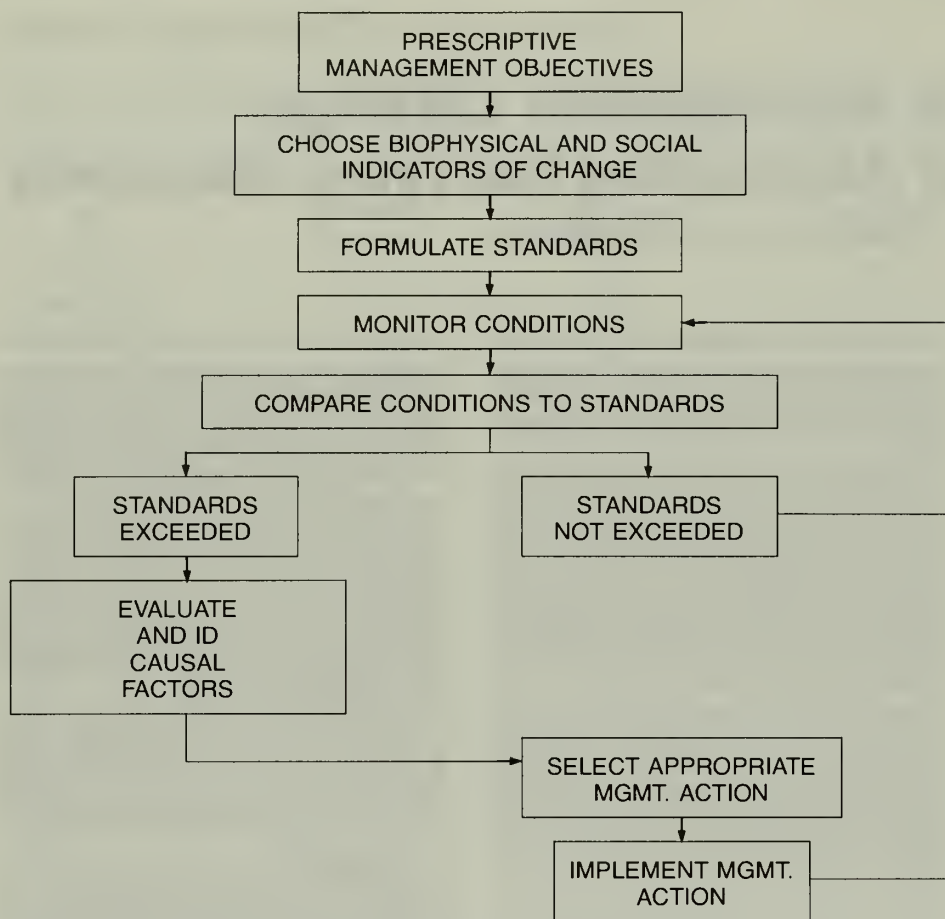 PRESCRIPTIVE
MANAGEMENT OBJECTIVES
CHOOSE BIOPHYSICAL AND SOCIAL
INDICATORS OF CHANGE
FORMULATE STANDARDS
MONITOR CONDITIONS
COMPARE CONDITIONS TO STANDARDS
STANDARDS
EXCEEDED
STANDARDS
NOT EXCEEDED
EVALUATE
AND ID
CAUSAL
FACTORS
SELECT APPROPRIATE
MGMT. ACTION
IMPLEMENT MGMT.
ACTION